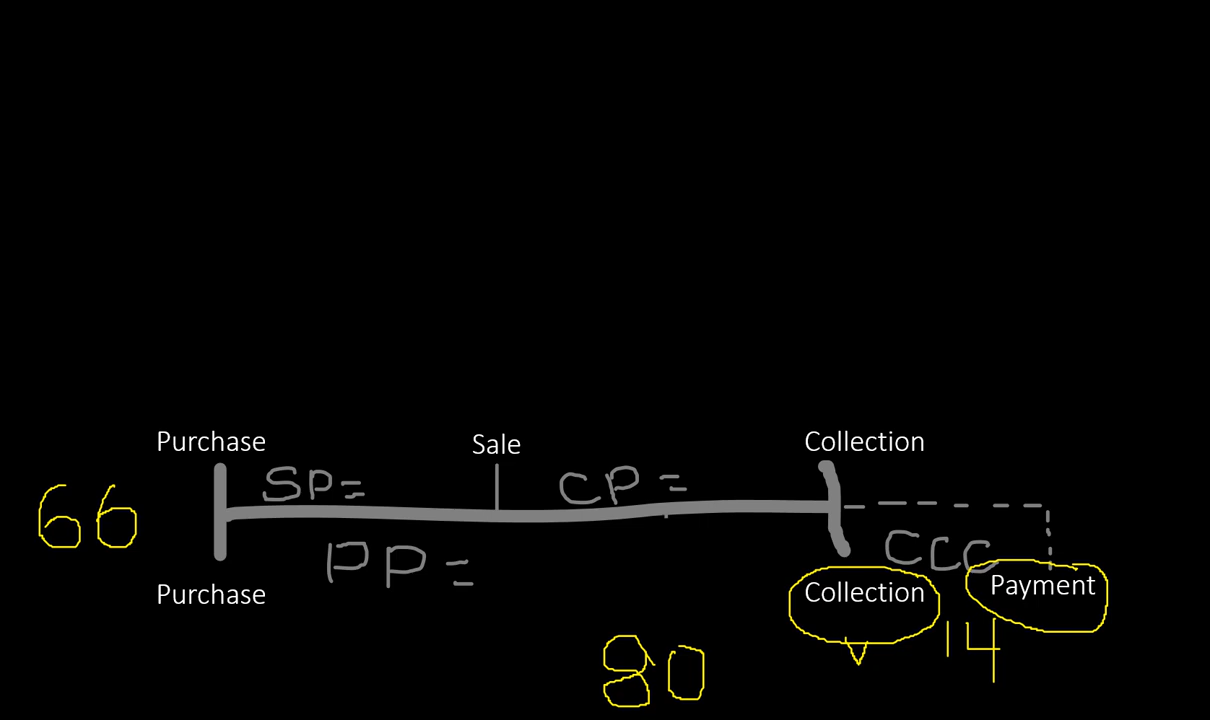 Purchase Sale Collection
SP= CP=
66
PP= CCC
Purchase Collection Payment
14
80